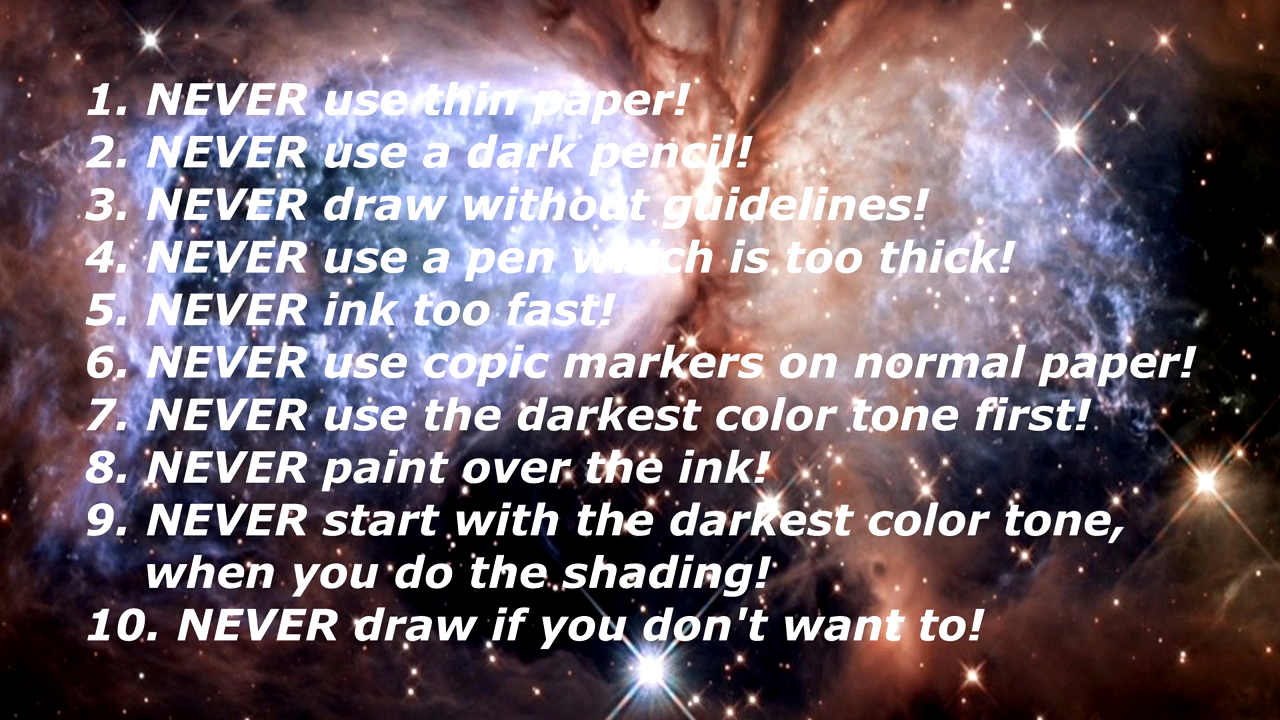 1. NEVER use thin paper!
2. NEVER use a dark pencil!
3. NEVER draw without guidelines!
4. NEVER use a pen which is too thick!
5. NEVER ink too fast!
6. NEVER use copic markers on normal paper!
7. NEVER use the darkest color tone first!
8. NEVER paint over the ink!
9. NEVER start with the darkest color tone,
when you do the shading!
10. NEVER draw if you don't want to!